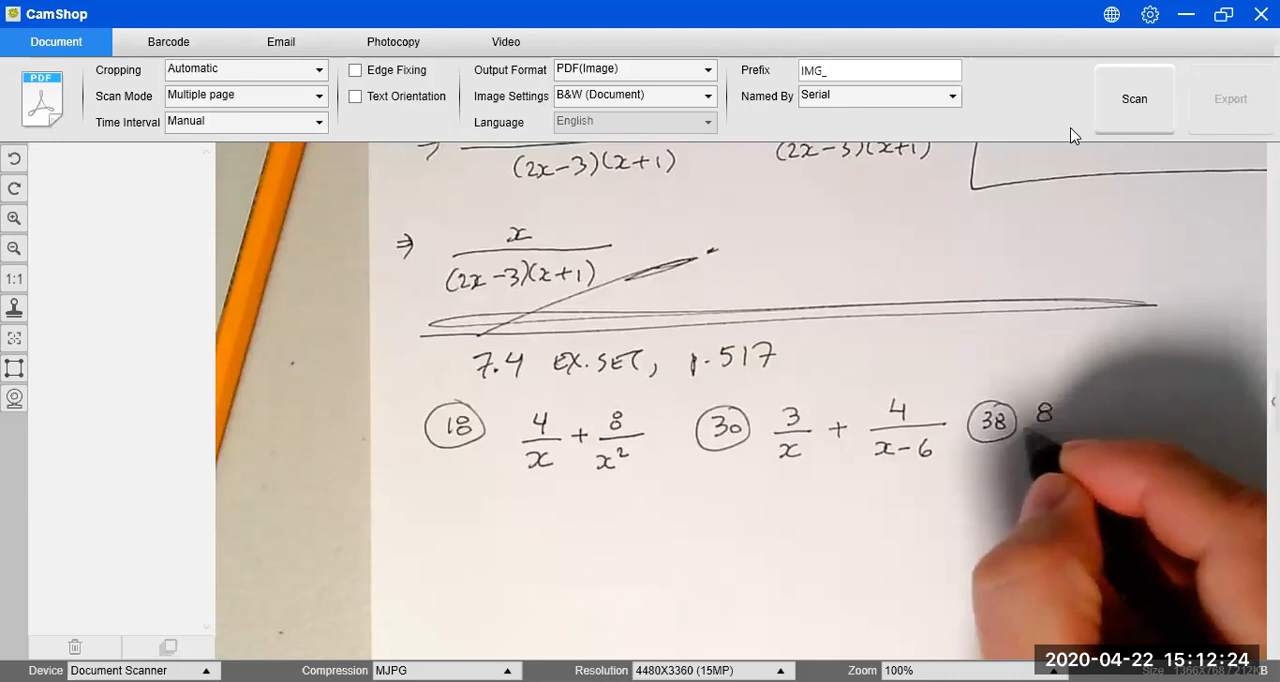 CamShop
Document Barcode Email Photocopy Video
PDF
Cropping Automatic Edge Fixing Output Format PDF(Image) Prefix IMG_
Scan Mode Multiple page Text Orientation Image Settings B&W (Document) Named By Serial
Time Interval Manual Language English
Scan Export
1:1
⇒ (2x-3)(x+1) (2x-3)(x+1)
⇒ x/((2x-3)(x+1))
7.4 EX. SET, p. 517
(18) 4/x + 8/x² (30) 3/x + 4/(x-6) (38) 8
2020-04-22 15:12:24
Device Document Scanner Compression MJPG Resolution 4480X3360 (15MP) Zoom 100%